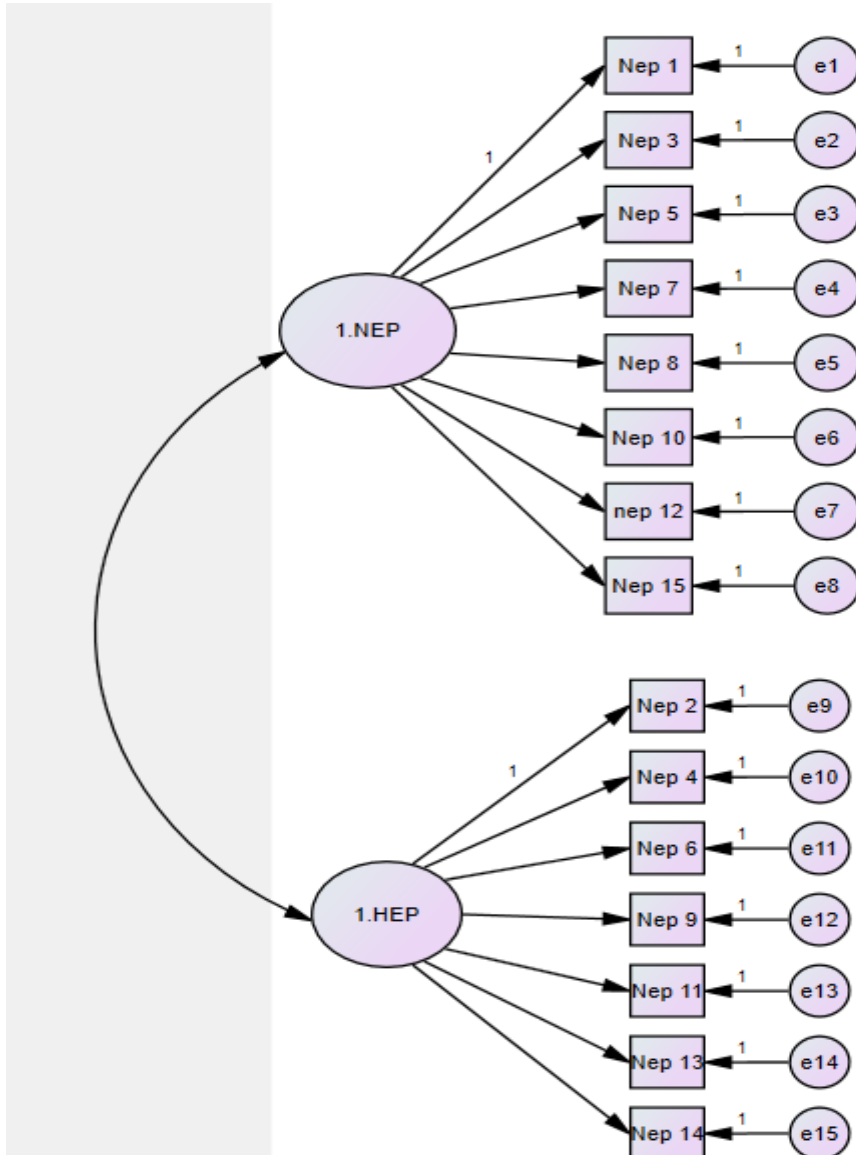 Nep 1 1 e1
1
Nep 3 1 e2
Nep 5 1 e3
Nep 7 1 e4
1.NEP
Nep 8 1 e5
Nep 10 1 e6
nep 12 1 e7
Nep 15 1 e8
Nep 2 1 e9
1
Nep 4 1 e10
Nep 6 1 e11
1.HEP
Nep 9 1 e12
Nep 11 1 e13
Nep 13 1 e14
Nep 14 1 e15